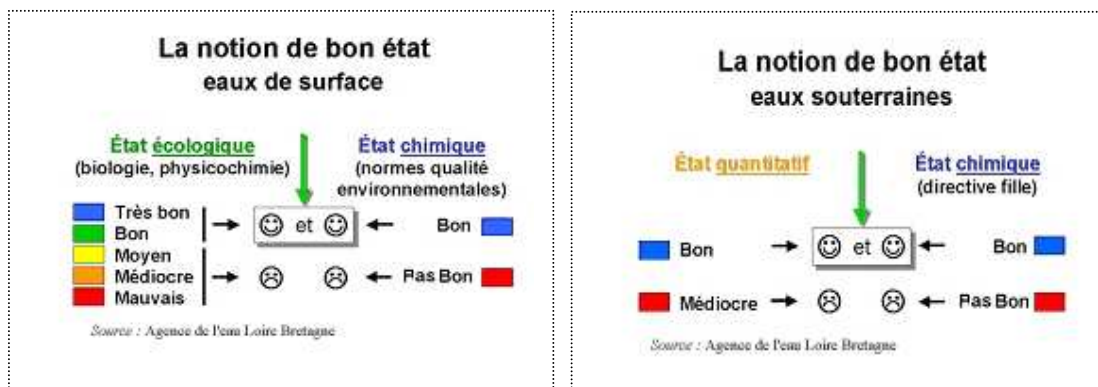 La notion de bon état
eaux de surface
État écologique
(biologie, physicochimie)
État chimique
(normes qualité
environnementales)
Très bon
Bon
Moyen
Médiocre
Mauvais
et
Bon
Pas Bon
Source : Agence de l'eau Loire Bretagne
La notion de bon état
eaux souterraines
État quantitatif
État chimique
(directive fille)
Bon
et
Bon
Médiocre
Pas Bon
Source : Agence de l'eau Loire Bretagne